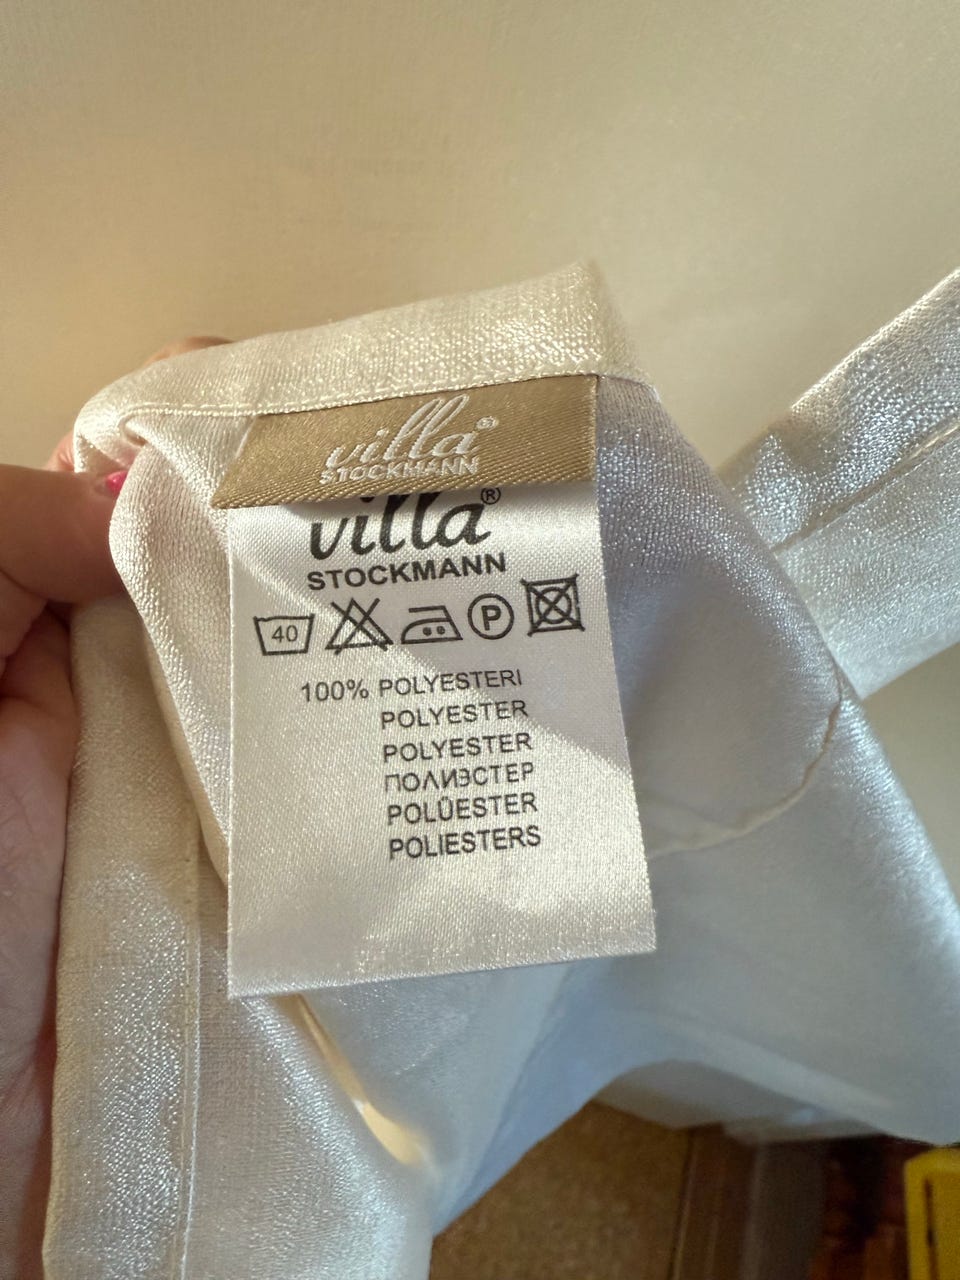 villa®
STOCKMANN
villa®
STOCKMANN
40 P
100% POLYESTERI
POLYESTER
POLYESTER
ПОЛИЭСТЕР
POLÜESTER
POLIESTERS